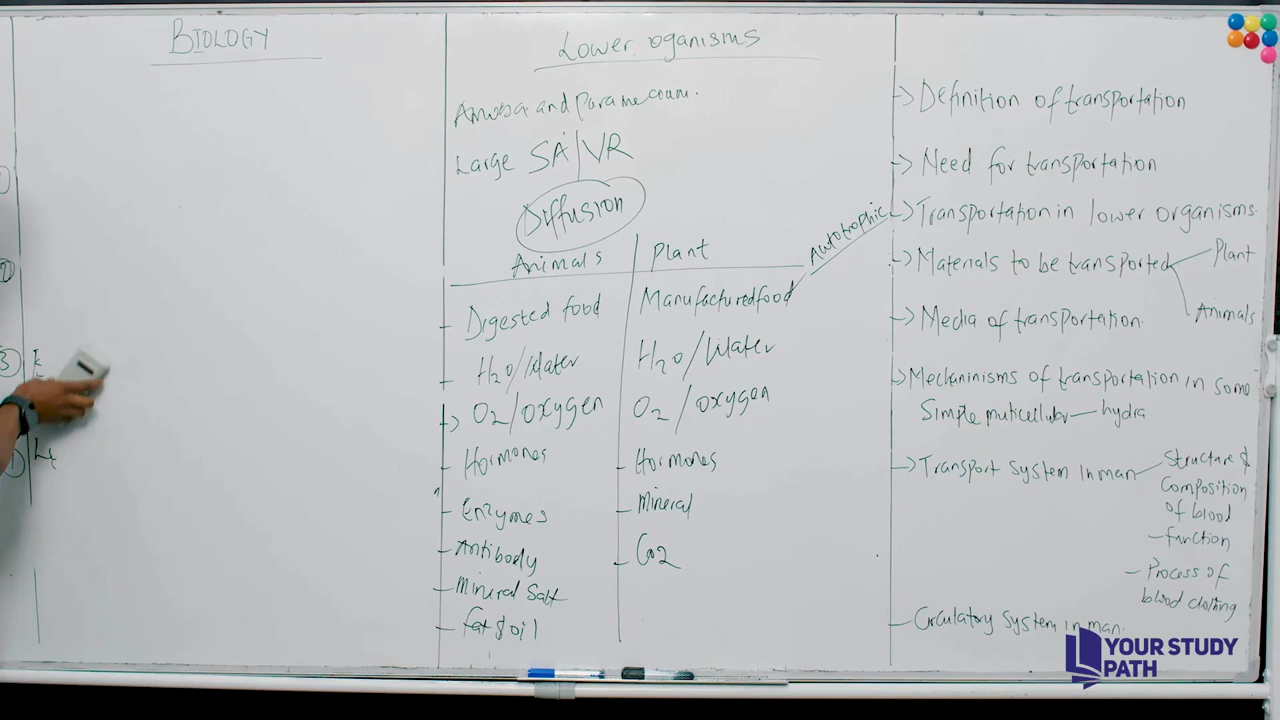 BIOLOGY
Lower oganisms
Amoeba and Paramecium.
Large SA/VR
Diffusion
Animals
Digested food
H2o/Water
O2/Oxygen
Hormones
Enzymes
Antibody
Mineral Salt
Fat & oil
Plant
Manufactured food
Autotrophic
H2o/Water
O2/Oxygen
Hormones
Mineral
Co2
-> Definition of transportation
-> Need for transportation
-> Transportation in lower organisms.
-> Materials to be transported
Plant
Animals
-> Media of transportation.
-> Mechaninisms of transportation in some
Simple muticellular — hydra
-> Transport system in man
Structure &
Composition
of blood
- function
- Process of
blood clotting
- Circulatory system in man.
YOUR STUDY
PATH